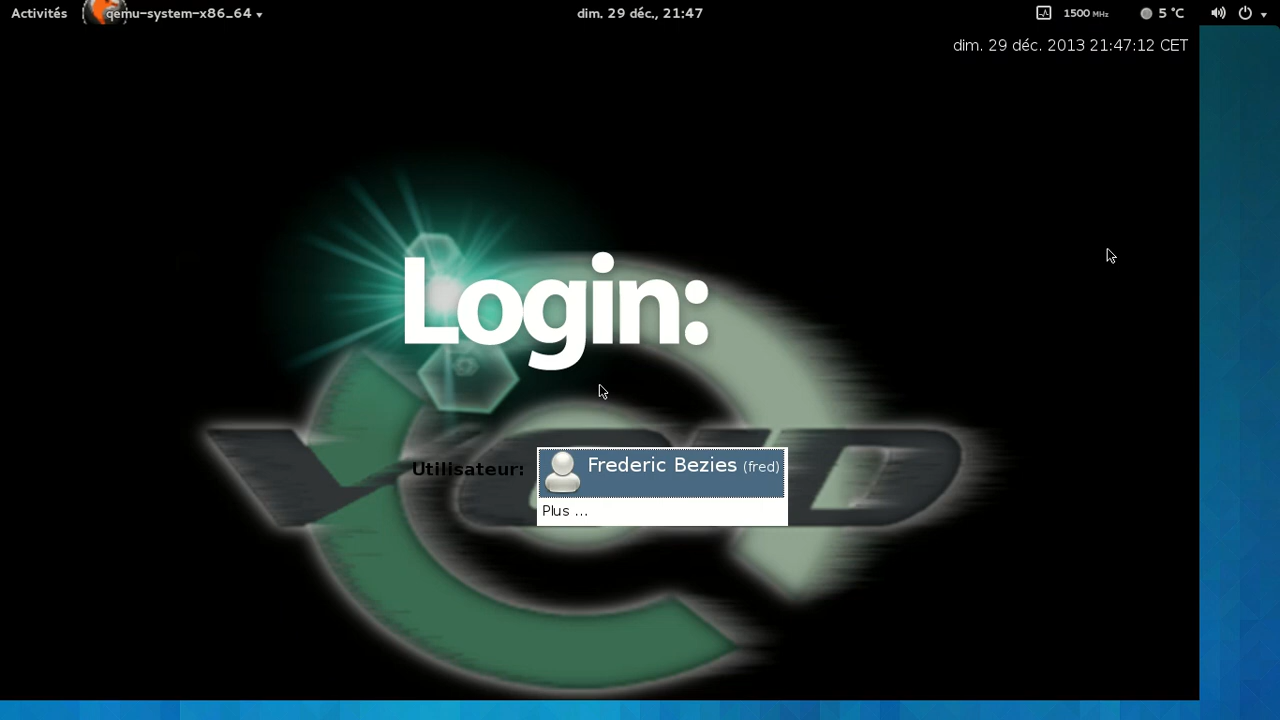 Activités qemu-system-x86_64 dim. 29 déc., 21:47 1500 MHz 5 °C
dim. 29 déc. 2013 21:47:12 CET
Login:
VOID
Utilisateur: Frederic Bezies (fred)
Plus ...